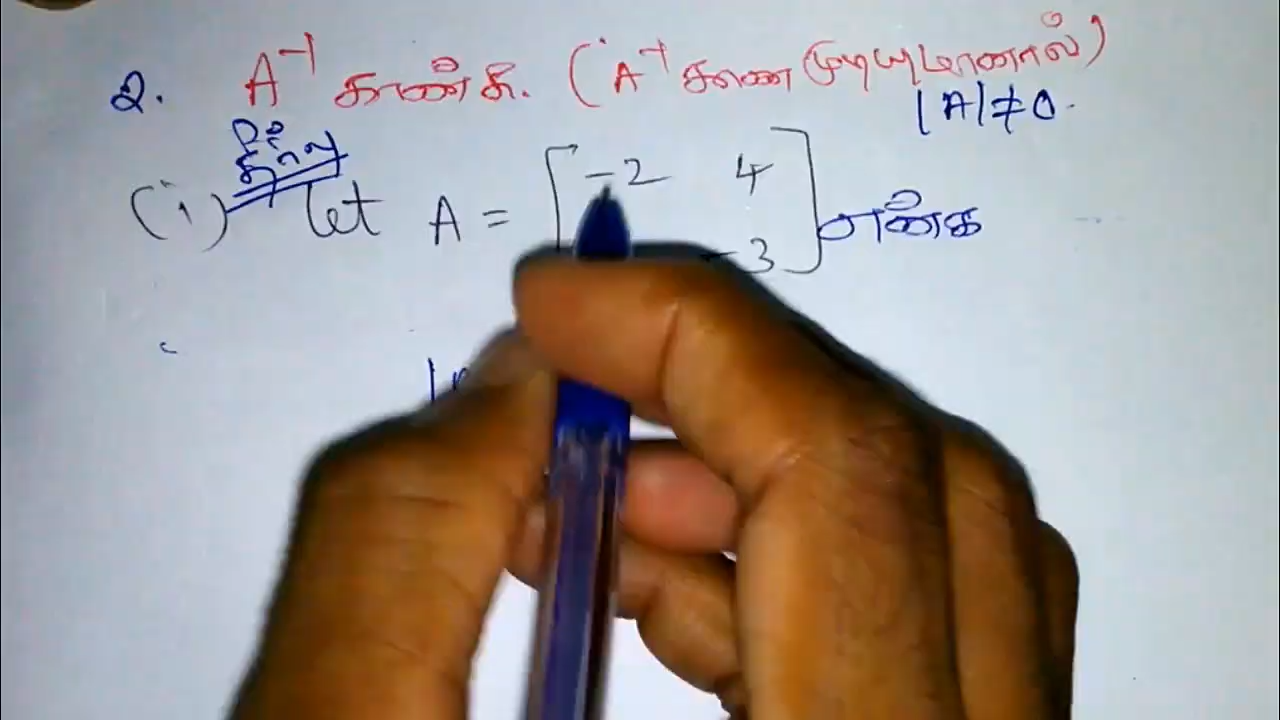 2. A⁻¹ காண்க. (A⁻¹ காண முடியுமானால்)
|A| ≠ 0.
தீர்வு
(i) let A = [ -2 4 ] என்க
-3